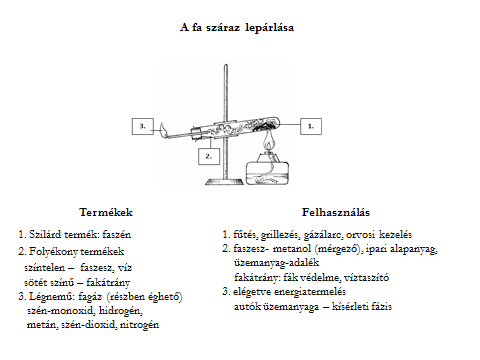 A fa száraz lepárlása
3.
1.
2.
Termékek
1. Szilárd termék: faszén
2. Folyékony termékek
színtelen – faszesz, víz
sötét színű – fakátrány
3. Légnemű: fagáz (részben éghető)
szén-monoxid, hidrogén,
metán, szén-dioxid, nitrogén
Felhasználás
1. fűtés, grillezés, gázálarc, orvosi kezelés
2. faszesz- metanol (mérgező), ipari alapanyag,
üzemanyag-adalék
fakátrány: fák védelme, víztaszító
3. elégetve energiatermelés
autók üzemanyaga – kísérleti fázis